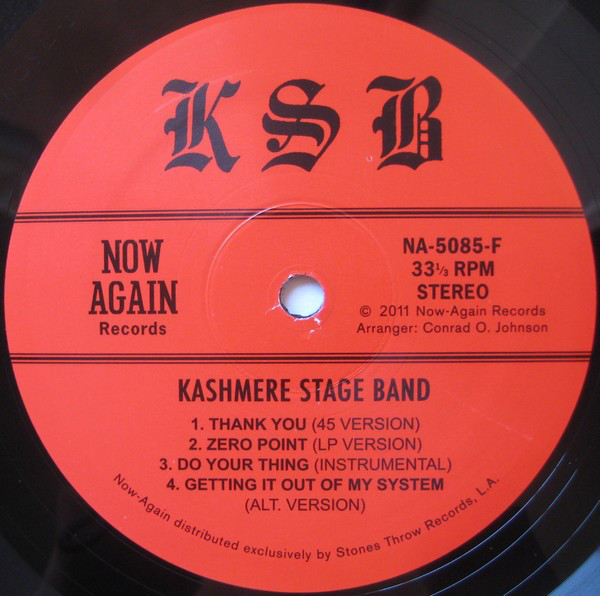 K S B
NOW
AGAIN
Records
NA-5085-F
33⅓ RPM
STEREO
© 2011 Now-Again Records
Arranger: Conrad O. Johnson
KASHMERE STAGE BAND
1. THANK YOU (45 VERSION)
2. ZERO POINT (LP VERSION)
3. DO YOUR THING (INSTRUMENTAL)
4. GETTING IT OUT OF MY SYSTEM
(ALT. VERSION)
Now-Again distributed exclusively by Stones Throw Records, L.A.